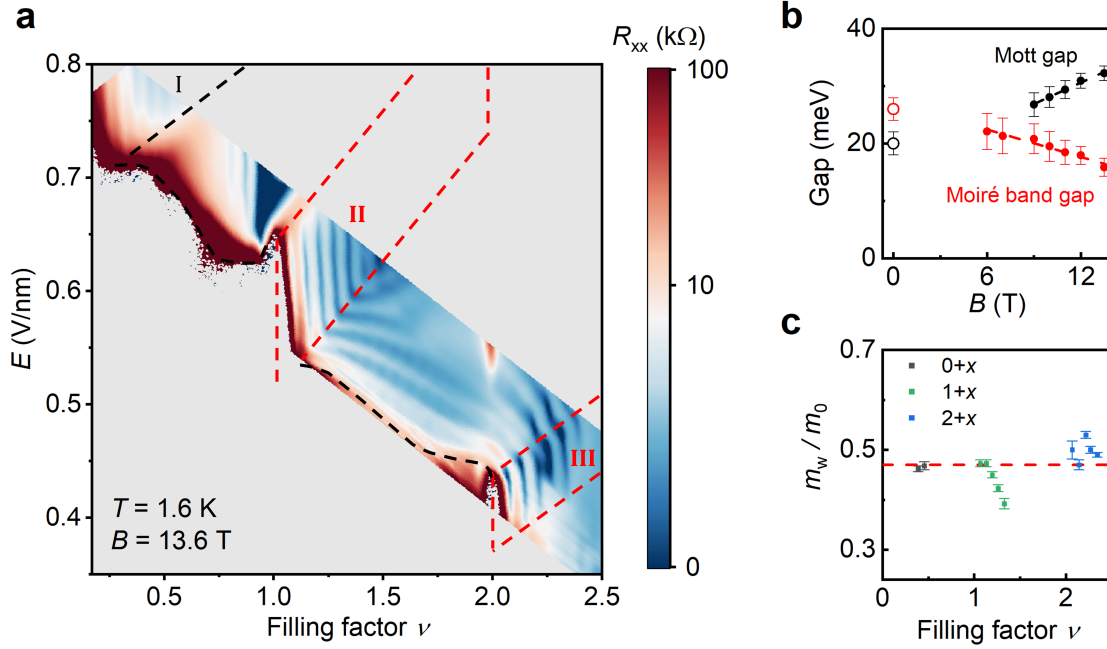 a
R_xx (kΩ)
100
10
0
0.8
0.7
0.6
0.5
0.4
E (V/nm)
I
II
III
T = 1.6 K
B = 13.6 T
0.5
1.0
1.5
2.0
2.5
Filling factor ν
b
40
20
0
Gap (meV)
Mott gap
Moiré band gap
0
6
12
B (T)
c
0.7
0.5
0.3
m_w / m_0
0+x
1+x
2+x
0
1
2
Filling factor ν